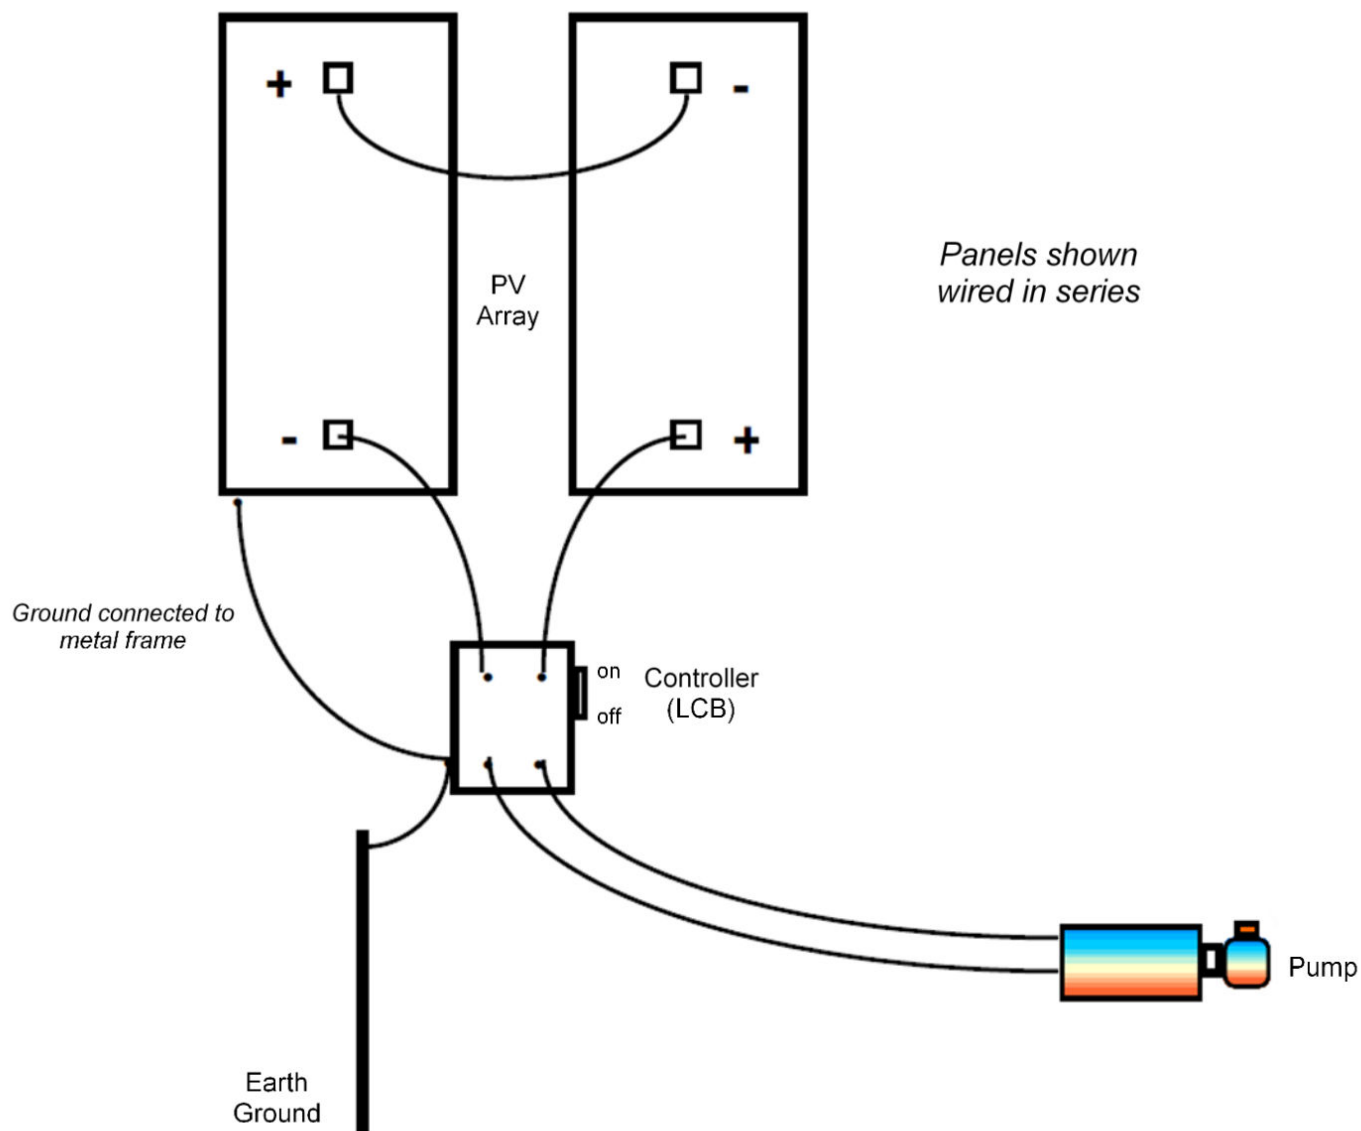 +
-
Panels shown
wired in series
PV
Array
-
+
Ground connected to
metal frame
on
off
Controller
(LCB)
Pump
Earth
Ground